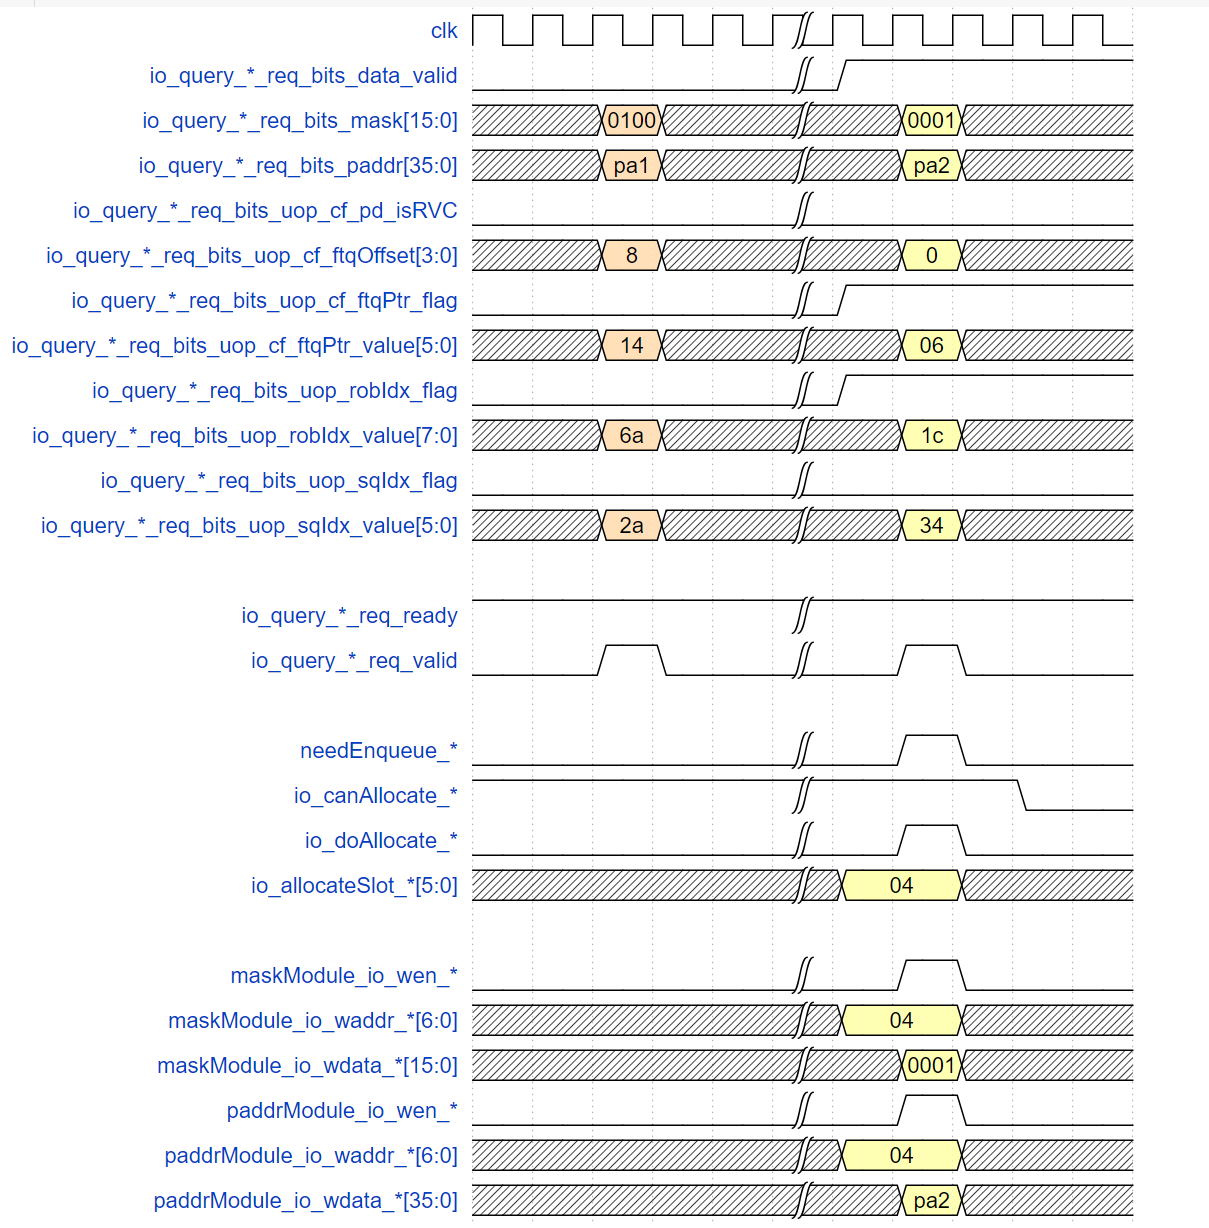 clk
io_query_*_req_bits_data_valid
io_query_*_req_bits_mask[15:0] 0100 0001
io_query_*_req_bits_paddr[35:0] pa1 pa2
io_query_*_req_bits_uop_cf_pd_isRVC
io_query_*_req_bits_uop_cf_ftqOffset[3:0] 8 0
io_query_*_req_bits_uop_cf_ftqPtr_flag
io_query_*_req_bits_uop_cf_ftqPtr_value[5:0] 14 06
io_query_*_req_bits_uop_robIdx_flag
io_query_*_req_bits_uop_robIdx_value[7:0] 6a 1c
io_query_*_req_bits_uop_sqIdx_flag
io_query_*_req_bits_uop_sqIdx_value[5:0] 2a 34
io_query_*_req_ready
io_query_*_req_valid
needEnqueue_*
io_canAllocate_*
io_doAllocate_*
io_allocateSlot_*[5:0] 04
maskModule_io_wen_*
maskModule_io_waddr_*[6:0] 04
maskModule_io_wdata_*[15:0] 0001
paddrModule_io_wen_*
paddrModule_io_waddr_*[6:0] 04
paddrModule_io_wdata_*[35:0] pa2